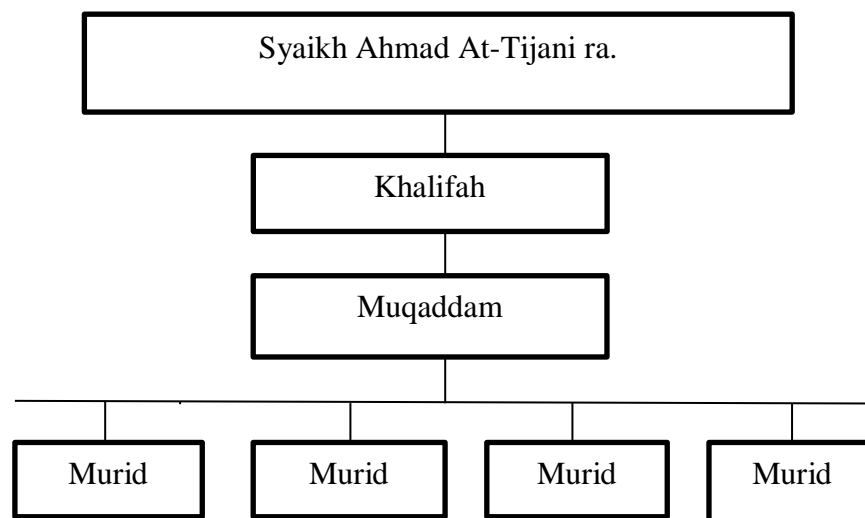 Syaikh Ahmad At-Tijani ra.
Khalifah
Muqaddam
Murid
Murid
Murid
Murid